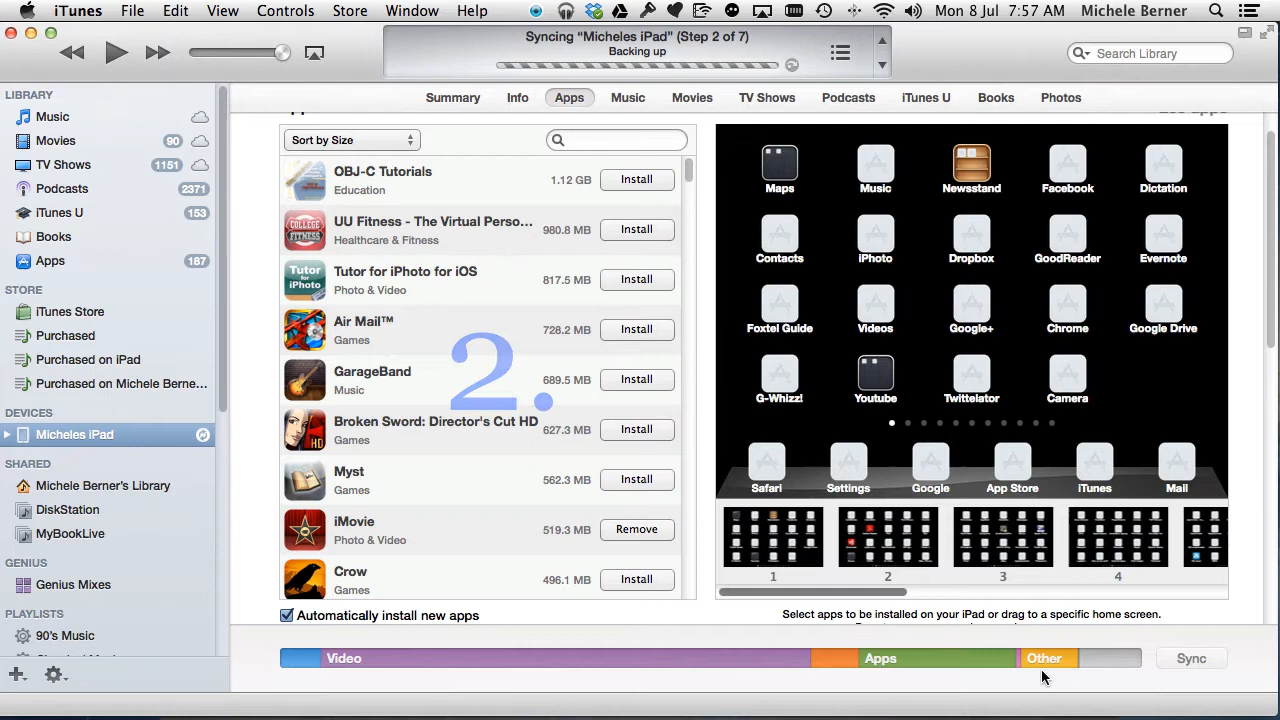 iTunes File Edit View Controls Store Window Help Mon 8 Jul 7:57 AM Michele Berner
Syncing “Micheles iPad” (Step 2 of 7)
Backing up
Search Library
LIBRARY
Music
Movies 90
TV Shows 1151
Podcasts 2371
iTunes U 153
Books
Apps 187
STORE
iTunes Store
Purchased
Purchased on iPad
Purchased on Michele Berne...
DEVICES
Micheles iPad
SHARED
Michele Berner's Library
DiskStation
MyBookLive
GENIUS
Genius Mixes
PLAYLISTS
90's Music
Summary Info Apps Music Movies TV Shows Podcasts iTunes U Books Photos
Sort by Size
OBJ-C Tutorials
Education
1.12 GB Install
UU Fitness - The Virtual Perso...
Healthcare & Fitness
980.8 MB Install
Tutor for iPhoto for iOS
Photo & Video
817.5 MB Install
Tutor
for
iPhoto
COLLEGE
FITNESS
Air Mail™
Games
728.2 MB Install
GarageBand
Music
689.5 MB Install
2.
Broken Sword: Director's Cut HD
Games
627.3 MB Install
HD
Myst
Games
562.3 MB Install
iMovie
Photo & Video
519.3 MB Remove
Crow
Games
496.1 MB Install
Automatically install new apps
Maps Music Newsstand Facebook Dictation
Contacts iPhoto Dropbox GoodReader Evernote
Foxtel Guide Videos Google+ Chrome Google Drive
G-Whizz! Youtube Twittelator Camera
Safari Settings Google App Store iTunes Mail
1 2 3 4
Select apps to be installed on your iPad or drag to a specific home screen.
Video Apps Other Sync